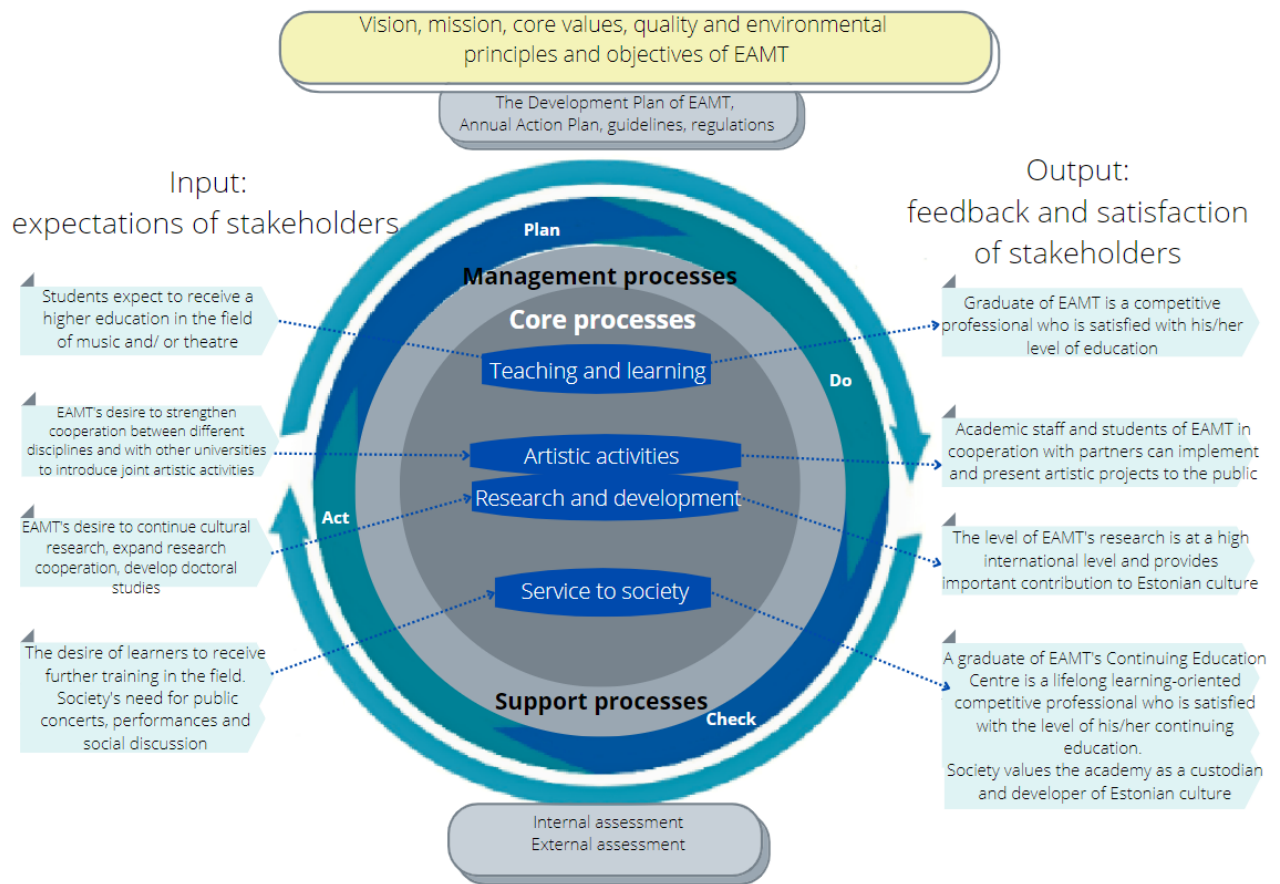 Vision, mission, core values, quality and environmental
principles and objectives of EAMT
The Development Plan of EAMT,
Annual Action Plan, guidelines, regulations
Input:
expectations of stakeholders
Students expect to receive a
higher education in the field
of music and/ or theatre
EAMT's desire to strengthen
cooperation between different
disciplines and with other universities
to introduce joint artistic activities
EAMT's desire to continue cultural
research, expand research
cooperation, develop doctoral
studies
The desire of learners to receive
further training in the field.
Society's need for public
concerts, performances and
social discussion
Plan
Management processes
Core processes
Teaching and learning
Do
Artistic activities
Research and development
Act
Service to society
Support processes
Check
Output:
feedback and satisfaction
of stakeholders
Graduate of EAMT is a competitive
professional who is satisfied with his/her
level of education
Academic staff and students of EAMT in
cooperation with partners can implement
and present artistic projects to the public
The level of EAMT's research is at a high
international level and provides
important contribution to Estonian culture
A graduate of EAMT's Continuing Education
Centre is a lifelong learning-oriented
competitive professional who is satisfied
with the level of his/her continuing
education.
Society values the academy as a custodian
and developer of Estonian culture
Internal assessment
External assessment